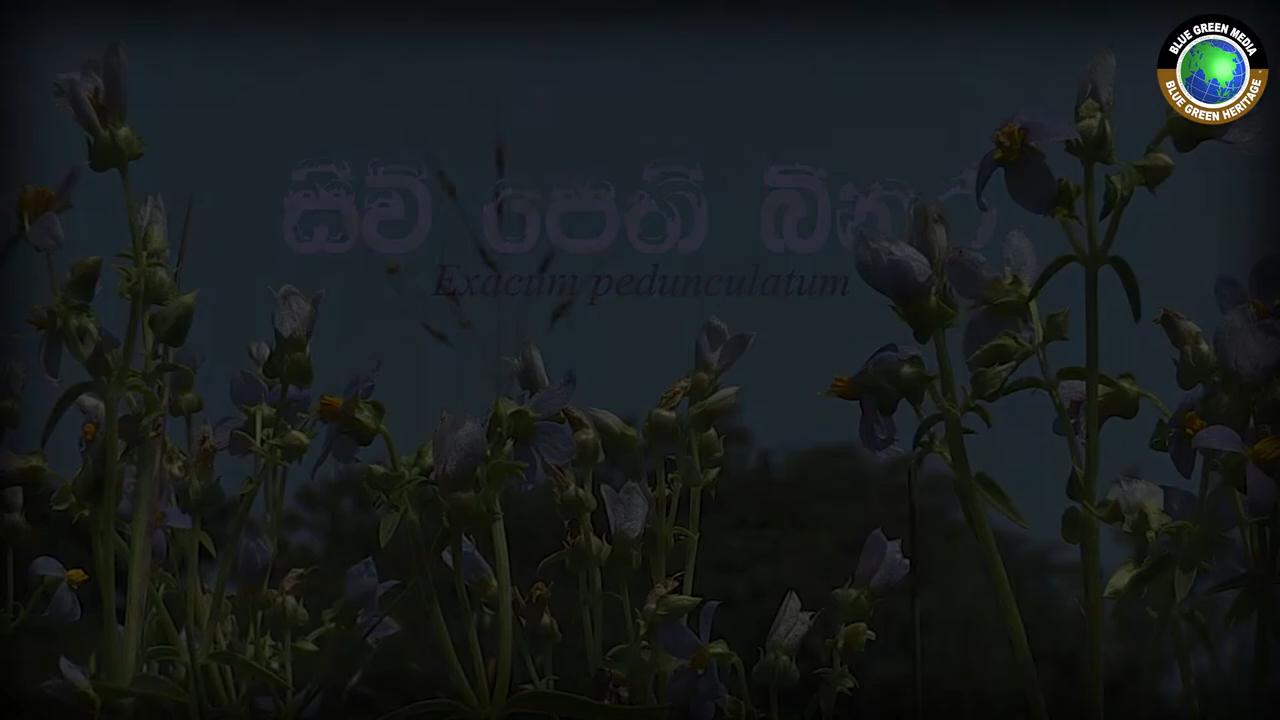 BLUE GREEN MEDIA
BLUE GREEN HERITAGE
සිව් පෙති බිනර
Exacum pedunculatum